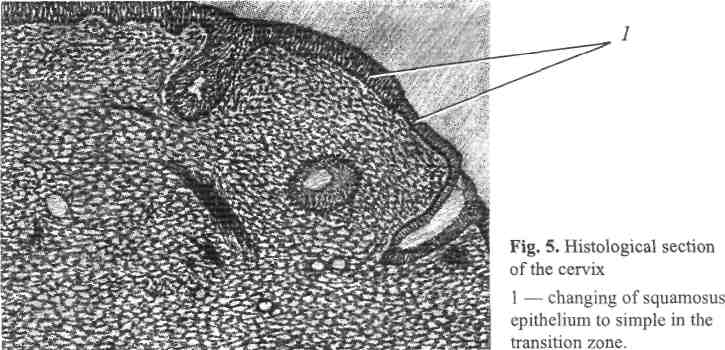 1
Fig. 5. Histological section
of the cervix
1 — changing of squamosus
epithelium to simple in the
transition zone.